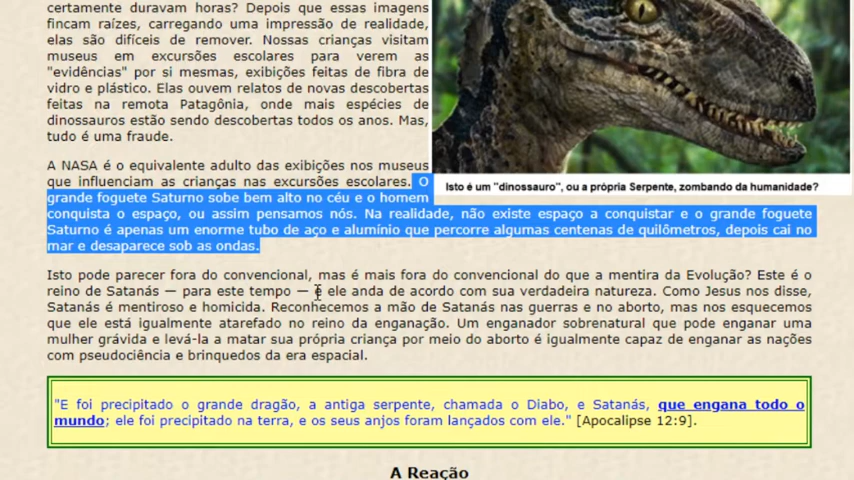 certamente duravam horas? Depois que essas imagens
fincam raízes, carregando uma impressão de realidade,
elas são difíceis de remover. Nossas crianças visitam
museus em excursões escolares para verem as
"evidências" por si mesmas, exibições feitas de fibra de
vidro e plástico. Elas ouvem relatos de novas descobertas
feitas na remota Patagônia, onde mais espécies de
dinossauros estão sendo descobertas todos os anos. Mas,
tudo é uma fraude.
Isto é um "dinossauro", ou a própria Serpente, zombando da humanidade?
A NASA é o equivalente adulto das exibições nos museus
que influenciam as crianças nas excursões escolares. O
grande foguete Saturno sobe bem alto no céu e o homem
conquista o espaço, ou assim pensamos nós. Na realidade, não existe espaço a conquistar e o grande foguete
Saturno é apenas um enorme tubo de aço e alumínio que percorre algumas centenas de quilômetros, depois cai no
mar e desaparece sob as ondas.
Isto pode parecer fora do convencional, mas é mais fora do convencional do que a mentira da Evolução? Este é o
reino de Satanás — para este tempo — e ele anda de acordo com sua verdadeira natureza. Como Jesus nos disse,
Satanás é mentiroso e homicida. Reconhecemos a mão de Satanás nas guerras e no aborto, mas nos esquecemos
que ele está igualmente atarefado no reino da enganação. Um enganador sobrenatural que pode enganar uma
mulher grávida e levá-la a matar sua própria criança por meio do aborto é igualmente capaz de enganar as nações
com pseudociência e brinquedos da era espacial.
"E foi precipitado o grande dragão, a antiga serpente, chamada o Diabo, e Satanás, que engana todo o
mundo; ele foi precipitado na terra, e os seus anjos foram lançados com ele." [Apocalipse 12:9].
A Reação